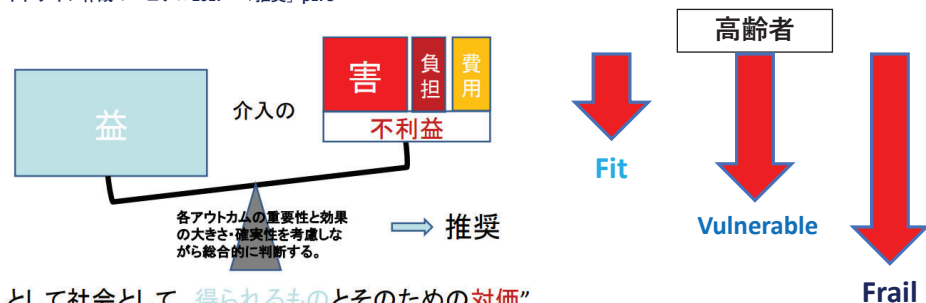 高齢者
益
介入の
害
負担
費用
不利益
Fit
Vulnerable
Frail
各アウトカムの重要性と効果
の大きさ・確実性を考慮しな
がら総合的に判断する。
推奨
として社会として 得られるものとそのための対価”